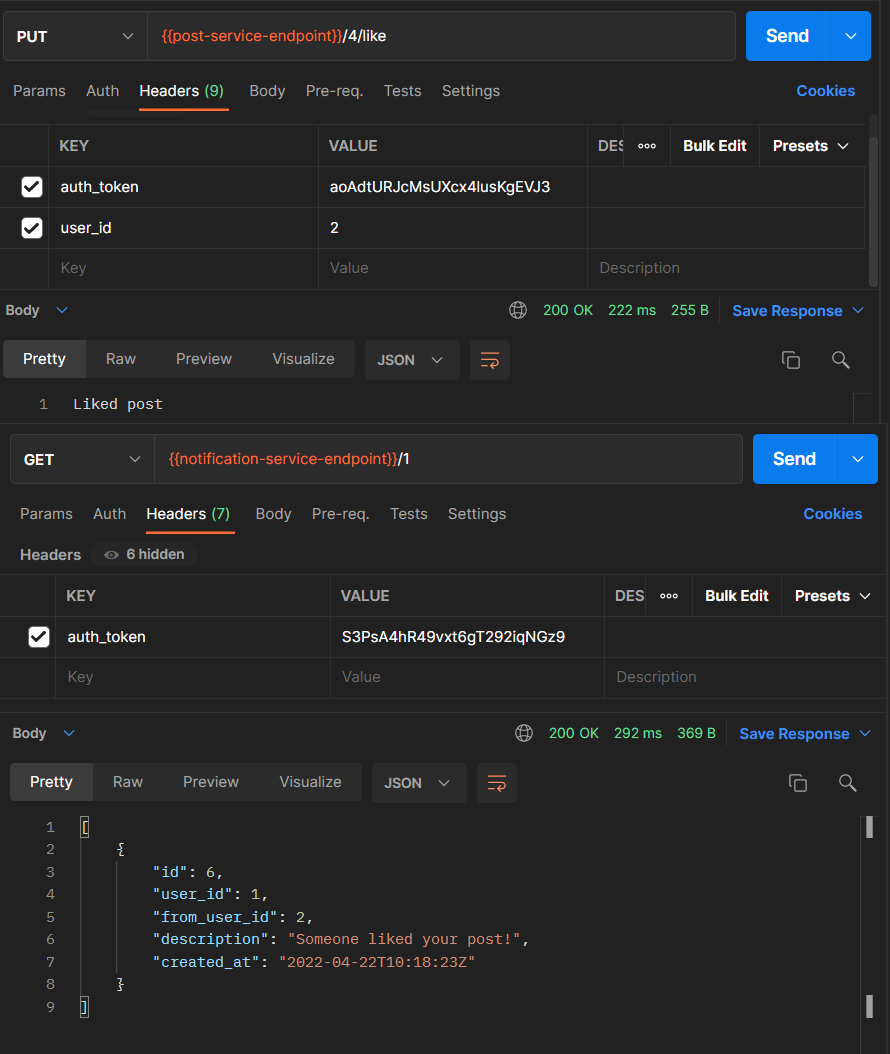 PUT {{post-service-endpoint}}/4/like Send
Params Auth Headers (9) Body Pre-req. Tests Settings Cookies
KEY VALUE DES ooo Bulk Edit Presets
auth_token aoAdtURJcMsUXcx4lusKgEVJ3
user_id 2
Key Value Description
Body 200 OK 222 ms 255 B Save Response
Pretty Raw Preview Visualize JSON
1 Liked post
GET {{notification-service-endpoint}}/1 Send
Params Auth Headers (7) Body Pre-req. Tests Settings Cookies
Headers 6 hidden
KEY VALUE DES ooo Bulk Edit Presets
auth_token S3PsA4hR49vxt6gT292iqNGz9
Key Value Description
Body 200 OK 292 ms 369 B Save Response
Pretty Raw Preview Visualize JSON
1 [
2 {
3 "id": 6,
4 "user_id": 1,
5 "from_user_id": 2,
6 "description": "Someone liked your post!",
7 "created_at": "2022-04-22T10:18:23Z"
8 }
9 ]